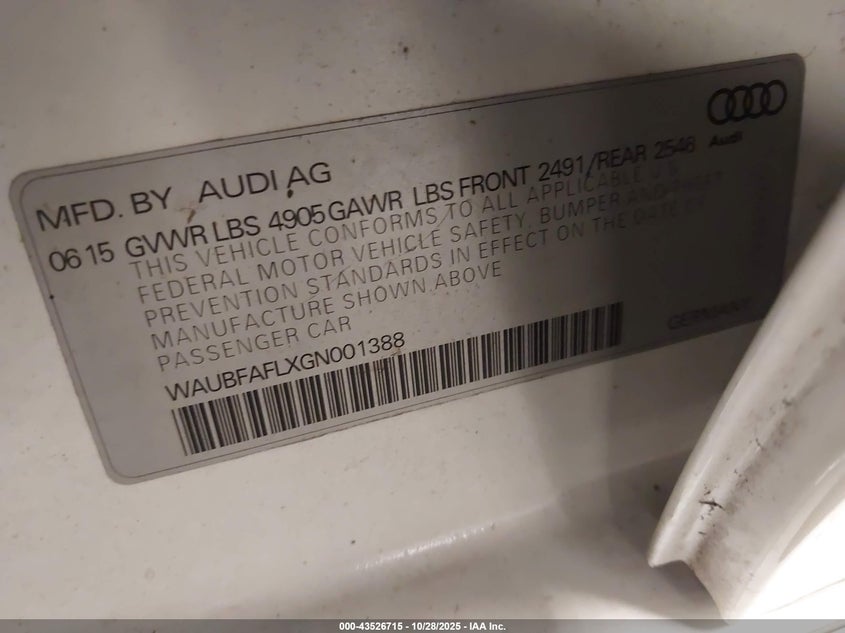 Audi
MFD. BY AUDI AG
06 15 GVWR LBS 4905 GAWR LBS FRONT 2491/REAR 2546
THIS VEHICLE CONFORMS TO ALL APPLICABLE U.S.
FEDERAL MOTOR VEHICLE SAFETY, BUMPER AND THEFT
PREVENTION STANDARDS IN EFFECT ON THE DATE OF
MANUFACTURE SHOWN ABOVE
PASSENGER CAR
GERMANY
WAUBFAFLXGN001388
000-43526715 - 10/28/2025 - IAA Inc.